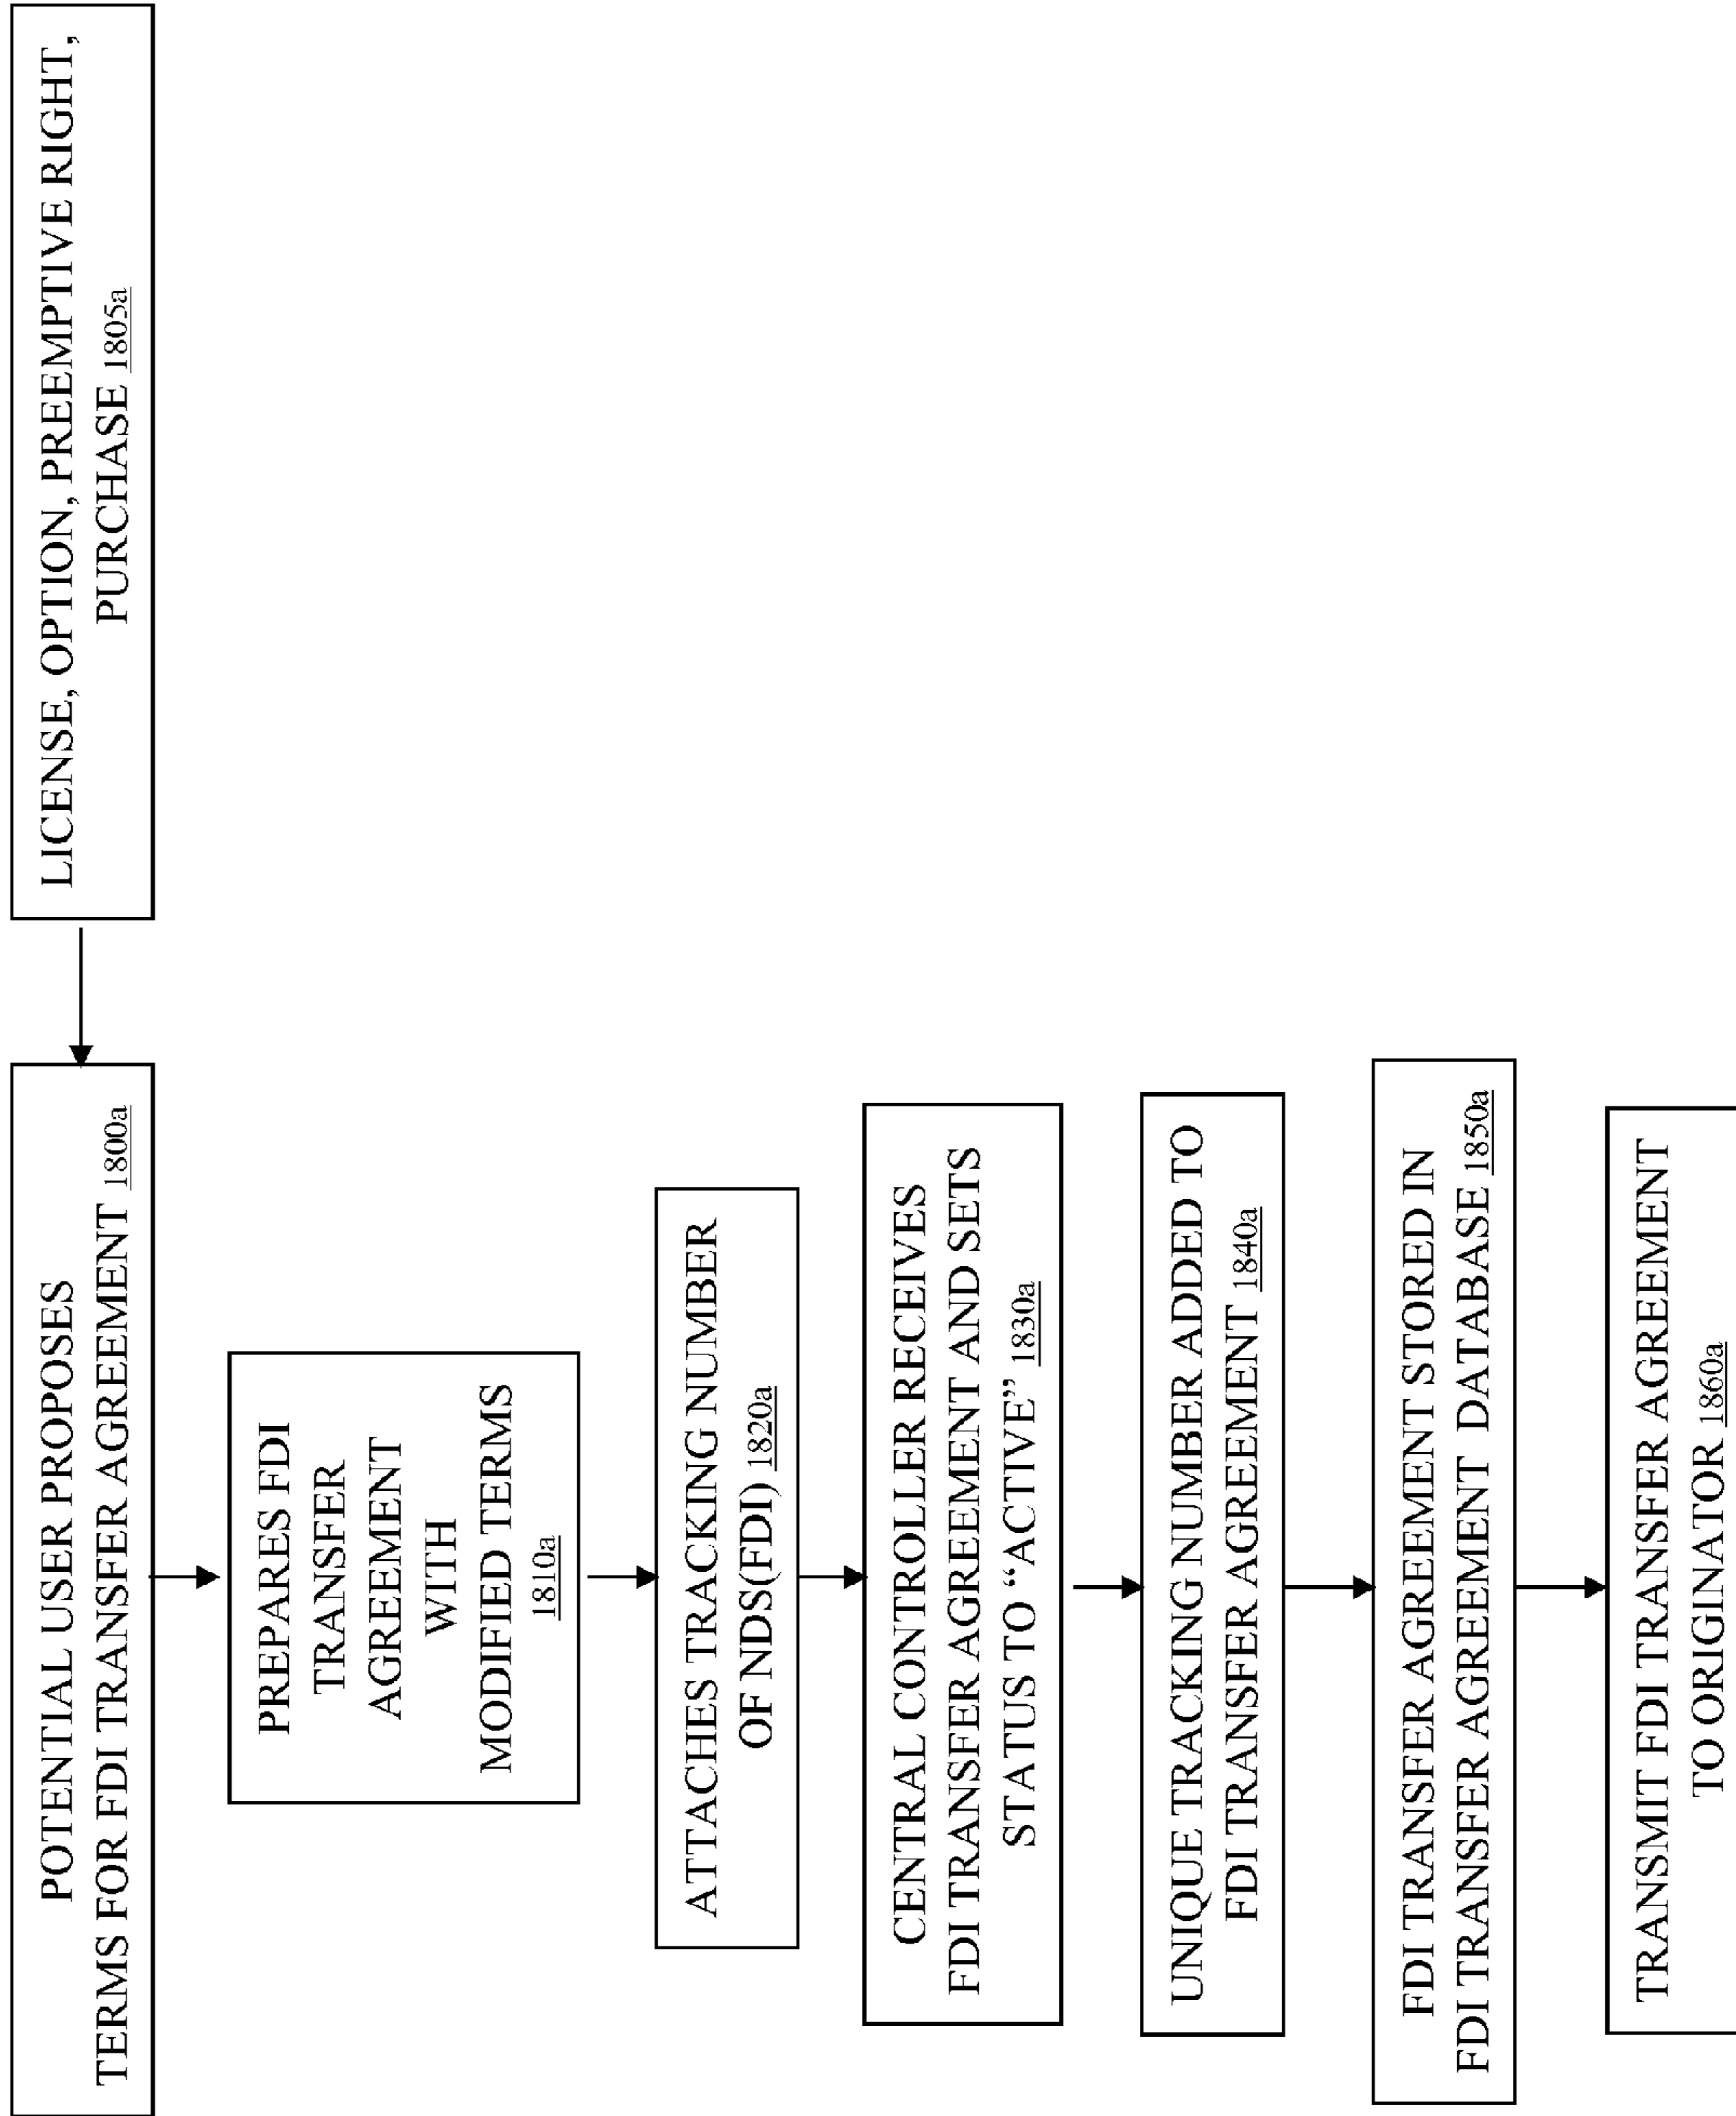 POTENTIAL USER PROPOSES
TERMS FOR FDI TRANSFER AGREEMENT 1800a
LICENSE, OPTION, PREEMPTIVE RIGHT,
PURCHASE 1805a
PREPARES FDI
TRANSFER
AGREEMENT
WITH
MODIFIED TERMS
1810a
ATTACHES TRACKING NUMBER
OF NDS(FDI) 1820a
CENTRAL CONTROLLER RECEIVES
FDI TRANSFER AGREEMENT AND SETS
STATUS TO “ACTIVE” 1830a
UNIQUE TRACKING NUMBER ADDED TO
FDI TRANSFER AGREEMENT 1840a
FDI TRANSFER AGREEMENT STORED IN
FDI TRANSFER AGREEMENT DATABASE 1850a
TRANSMIT FDI TRANSFER AGREEMENT
TO ORIGINATOR 1860a